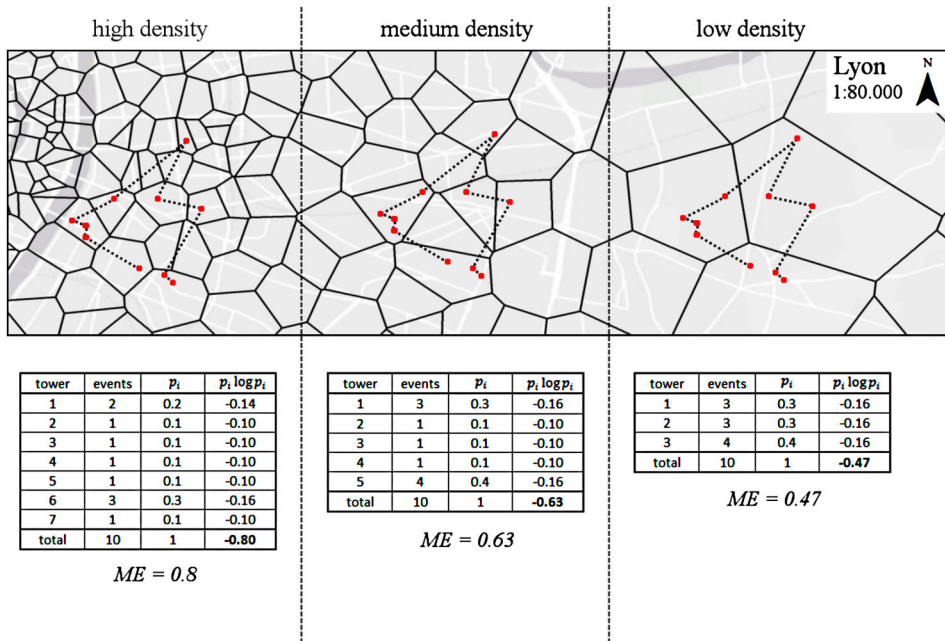 high density
medium density
low density
Lyon
1:80.000
N
tower events pᵢ pᵢ log pᵢ
1 2 0.2 -0.14
2 1 0.1 -0.10
3 1 0.1 -0.10
4 1 0.1 -0.10
5 1 0.1 -0.10
6 3 0.3 -0.16
7 1 0.1 -0.10
total 10 1 -0.80
ME = 0.8
tower events pᵢ pᵢ log pᵢ
1 3 0.3 -0.16
2 1 0.1 -0.10
3 1 0.1 -0.10
4 1 0.1 -0.10
5 4 0.4 -0.16
total 10 1 -0.63
ME = 0.63
tower events pᵢ pᵢ log pᵢ
1 3 0.3 -0.16
2 3 0.3 -0.16
3 4 0.4 -0.16
total 10 1 -0.47
ME = 0.47